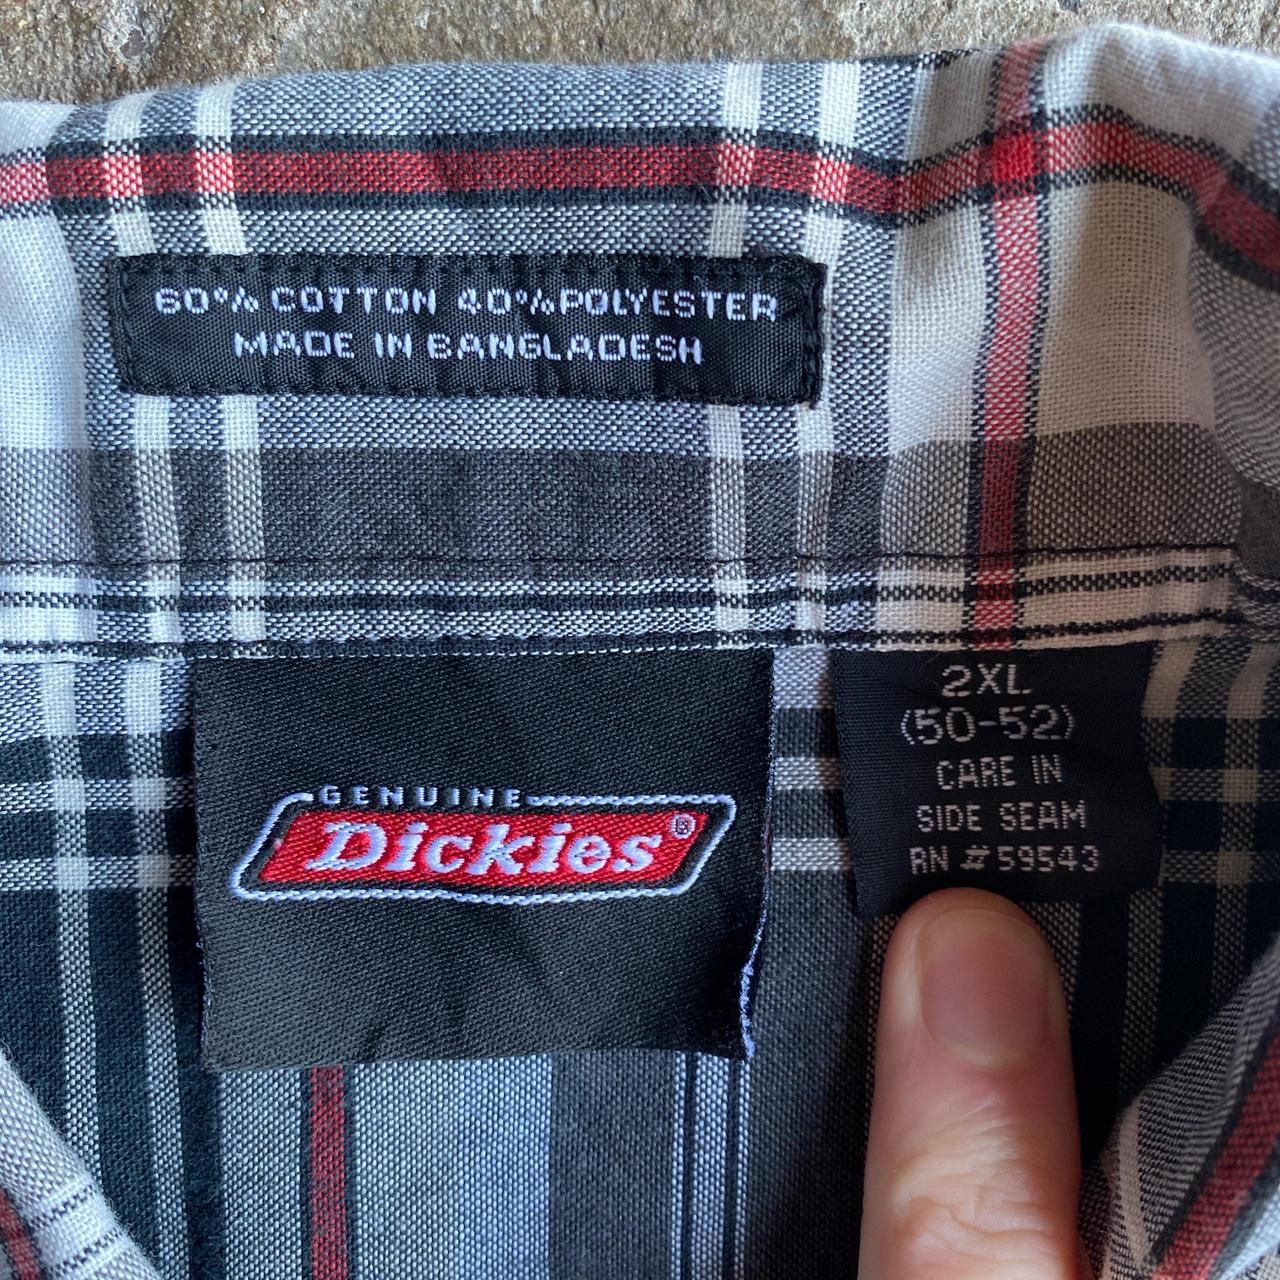 60% COTTON 40% POLYESTER
MADE IN BANGLADESH
GENUINE
Dickies®
2XL
(50-52)
CARE IN
SIDE SEAM
RN #59543